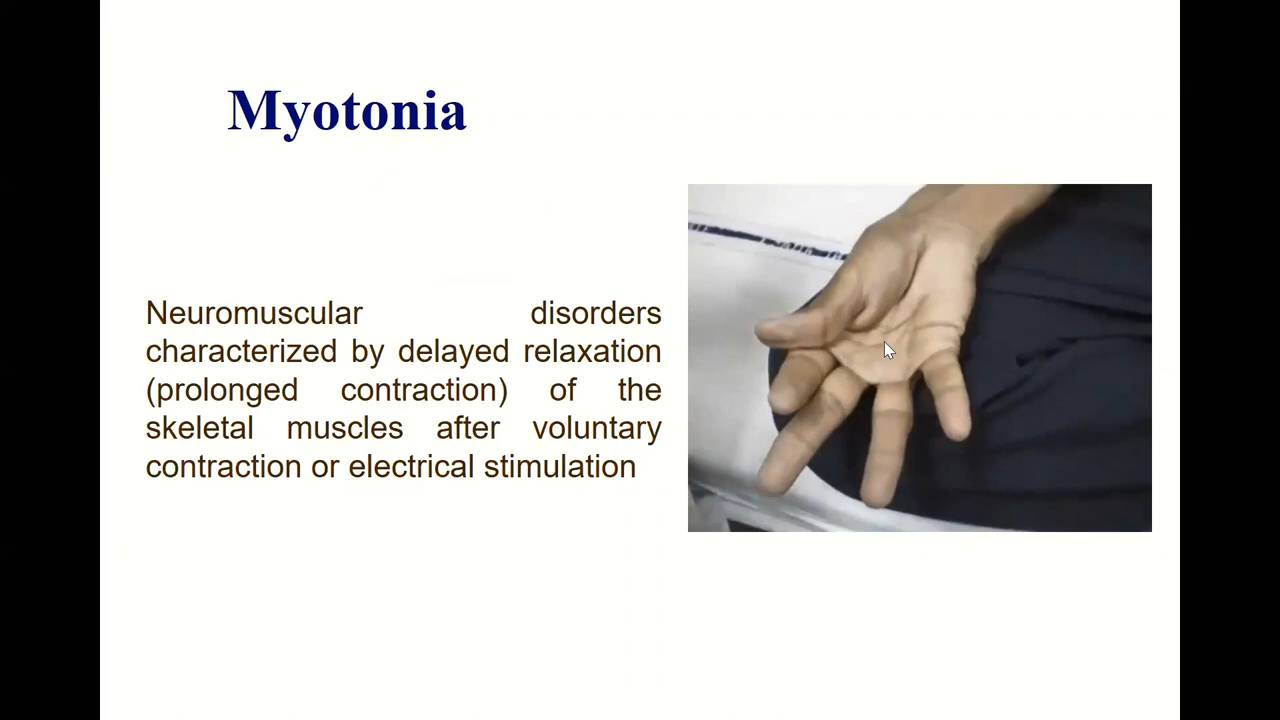 Myotonia
Neuromuscular disorders
characterized by delayed relaxation
(prolonged contraction) of the
skeletal muscles after voluntary
contraction or electrical stimulation